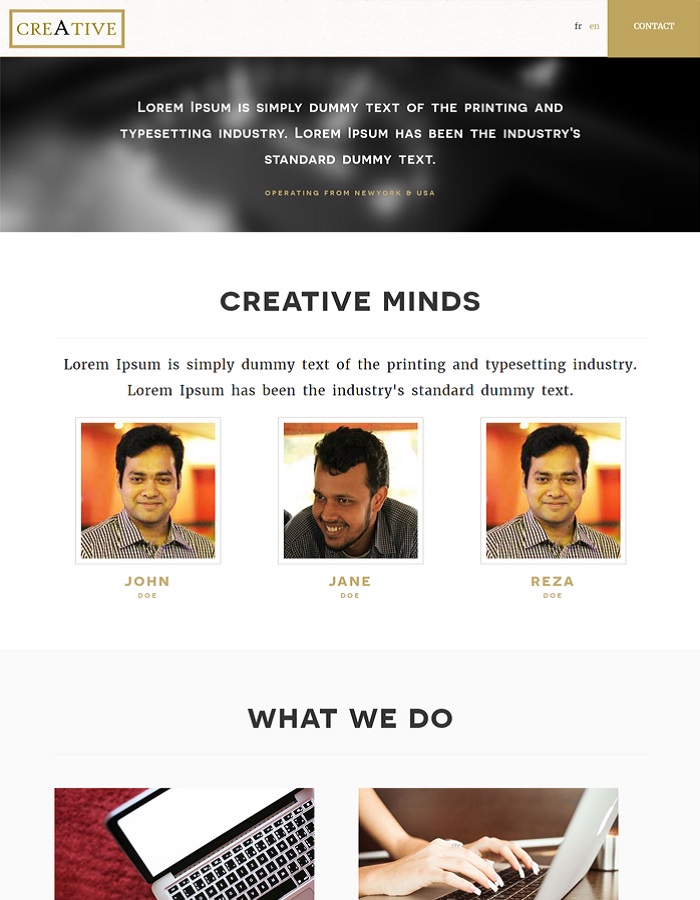 CREATIVE
fr en CONTACT
Lorem Ipsum is simply dummy text of the printing and
typesetting industry. Lorem Ipsum has been the industry's
standard dummy text.
OPERATING FROM NEWYORK & USA
CREATIVE MINDS
Lorem Ipsum is simply dummy text of the printing and typesetting industry.
Lorem Ipsum has been the industry's standard dummy text.
JOHN JANE REZA
DOE DOE DOE
WHAT WE DO